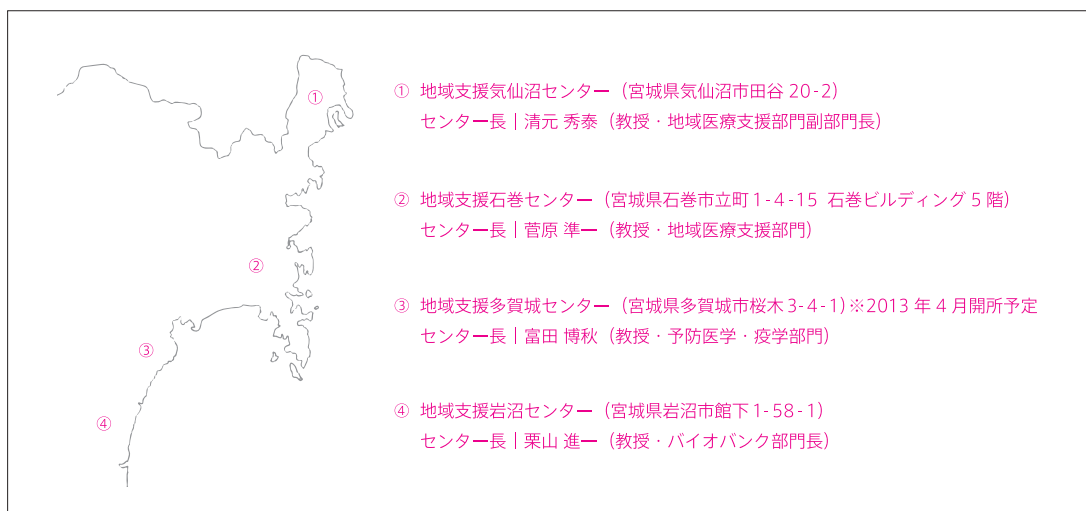 ① 地域支援気仙沼センター（宮城県気仙沼市田谷 20-2）
センター長｜清元 秀泰（教授・地域医療支援部門副部門長）
② 地域支援石巻センター（宮城県石巻市立町1-4-15 石巻ビルディング5階）
センター長｜菅原 準一（教授・地域医療支援部門）
③ 地域支援多賀城センター（宮城県多賀城市桜木3-4-1）※2013年4月開所予定
センター長｜富田 博秋（教授・予防医学・疫学部門）
④ 地域支援岩沼センター（宮城県岩沼市館下1-58-1）
センター長｜栗山 進一（教授・バイオバンク部門長）
①
②
③
④